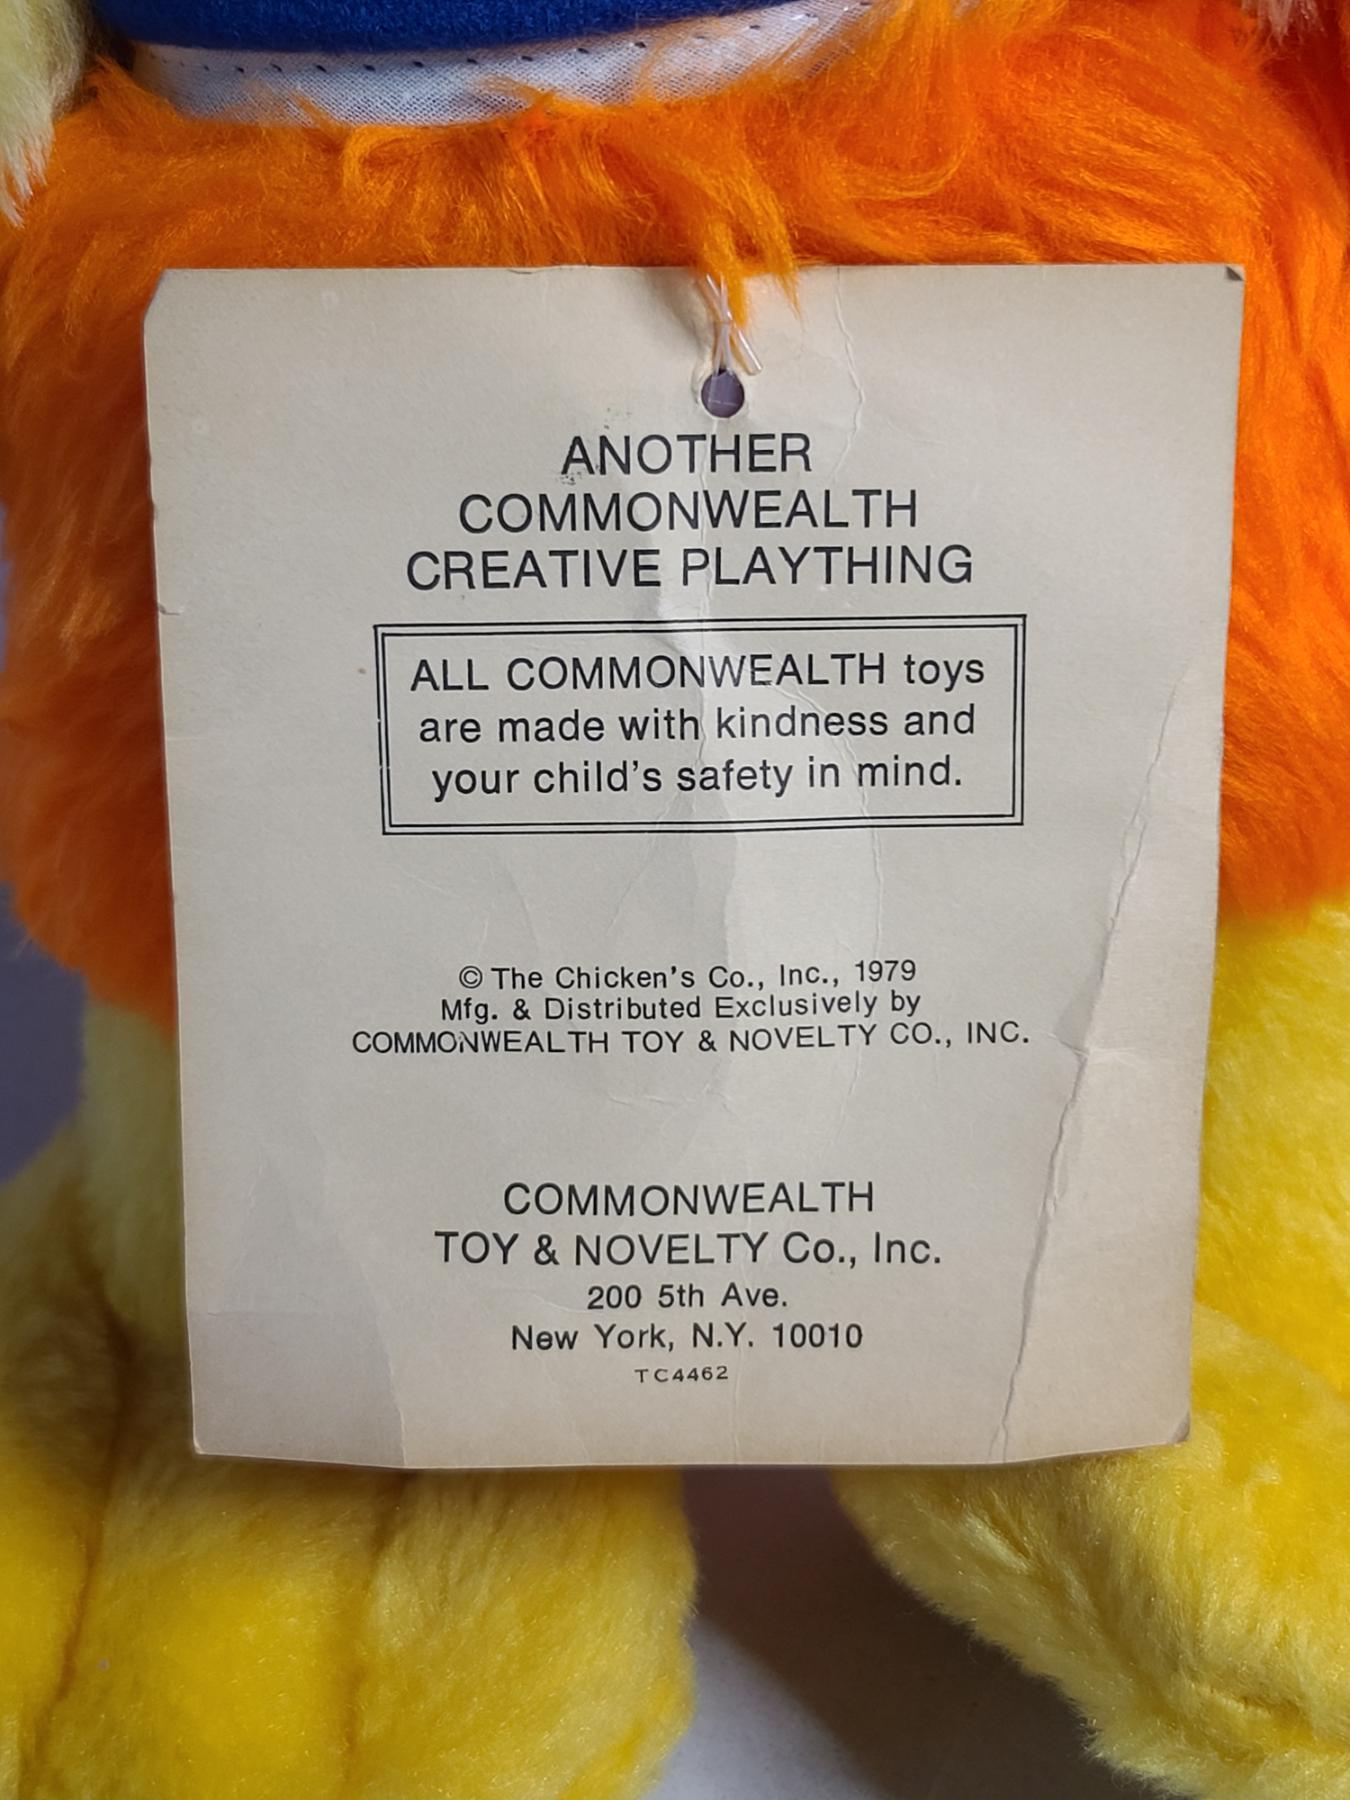 ANOTHER
COMMONWEALTH
CREATIVE PLAYTHING
ALL COMMONWEALTH toys
are made with kindness and
your child's safety in mind.
© The Chicken's Co., Inc., 1979
Mfg. & Distributed Exclusively by
COMMONWEALTH TOY & NOVELTY CO., INC.
COMMONWEALTH
TOY & NOVELTY Co., Inc.
200 5th Ave.
New York, N.Y. 10010
TC4462